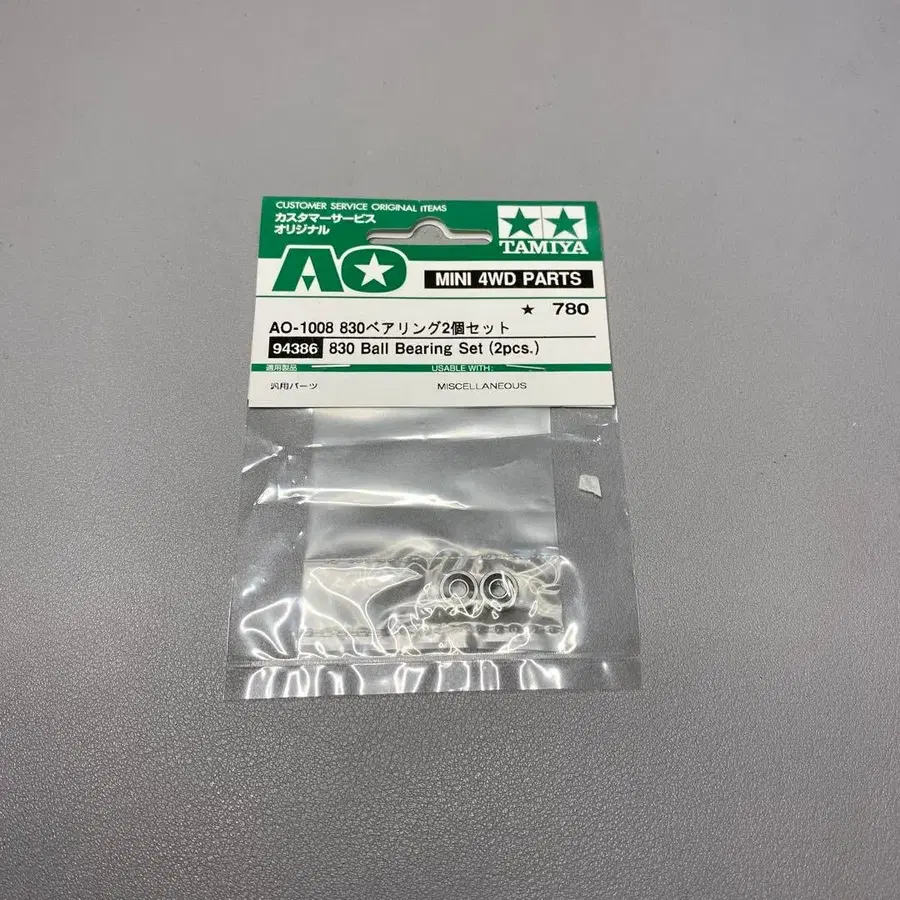 CUSTOMER SERVICE ORIGINAL ITEMS
カスタマーサービス
オリジナル
TAMIYA
AO
MINI 4WD PARTS
★ 780
AO-1008 830ベアリング2個セット
94386 830 Ball Bearing Set (2pcs.)
適用製品 USABLE WITH:
汎用パーツ MISCELLANEOUS